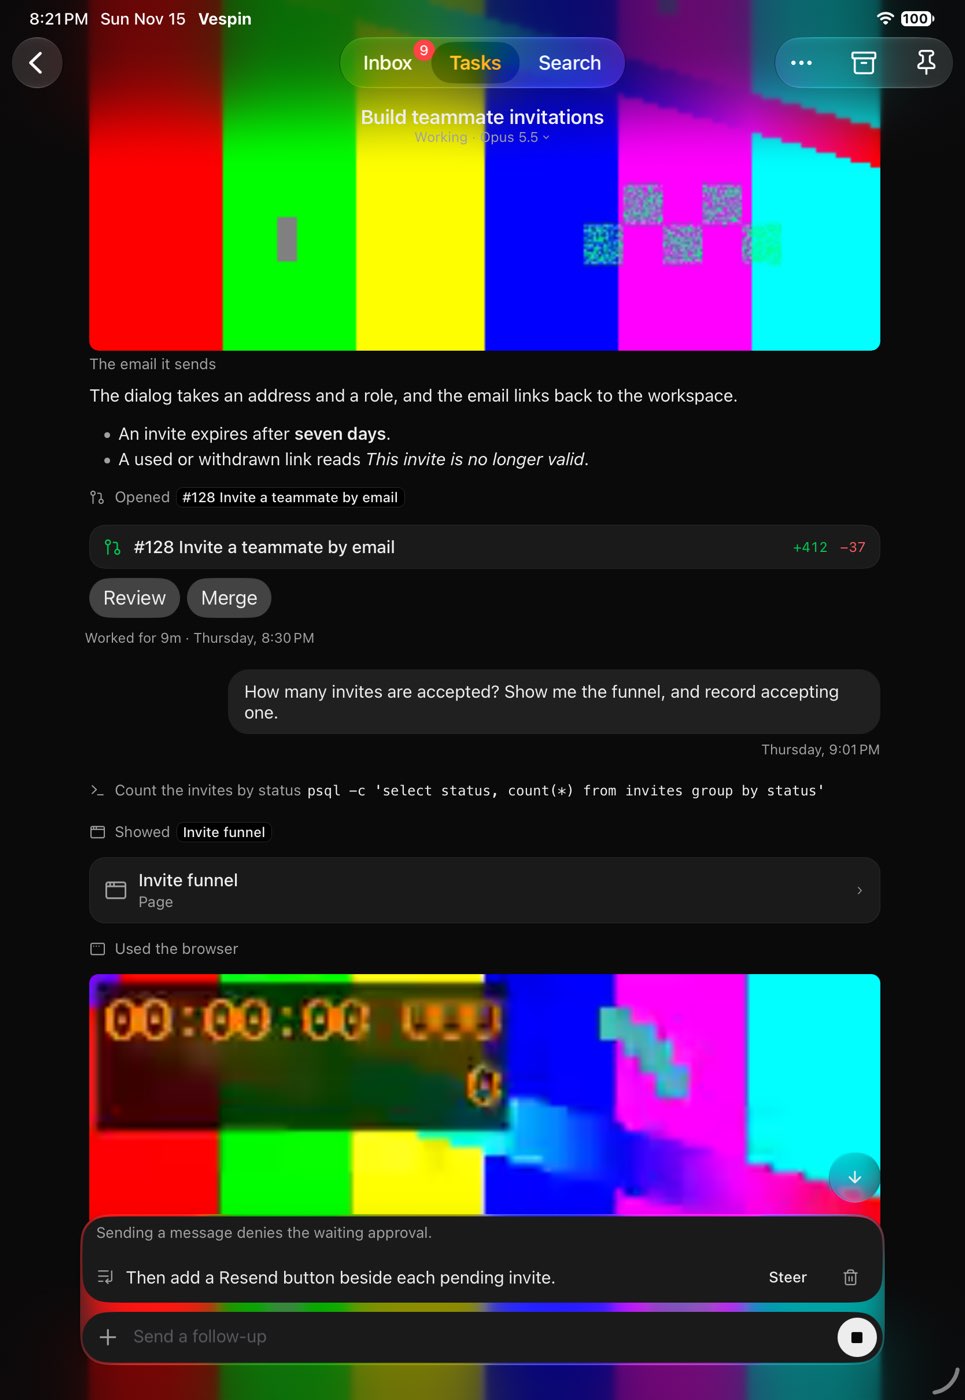 8:21 PM Sun Nov 15 Vespin
100
Inbox 9 Tasks Search
Build teammate invitations
Working · Opus 5.5
The email it sends
The dialog takes an address and a role, and the email links back to the workspace.
• An invite expires after seven days.
• A used or withdrawn link reads This invite is no longer valid.
Opened #128 Invite a teammate by email
#128 Invite a teammate by email +412 −37
Review Merge
Worked for 9m · Thursday, 8:30 PM
How many invites are accepted? Show me the funnel, and record accepting
one.
Thursday, 9:01 PM
Count the invites by status psql -c 'select status, count(*) from invites group by status'
Showed Invite funnel
Invite funnel
Page
Used the browser
00:00:00
0
Sending a message denies the waiting approval.
Then add a Resend button beside each pending invite. Steer
Send a follow-up